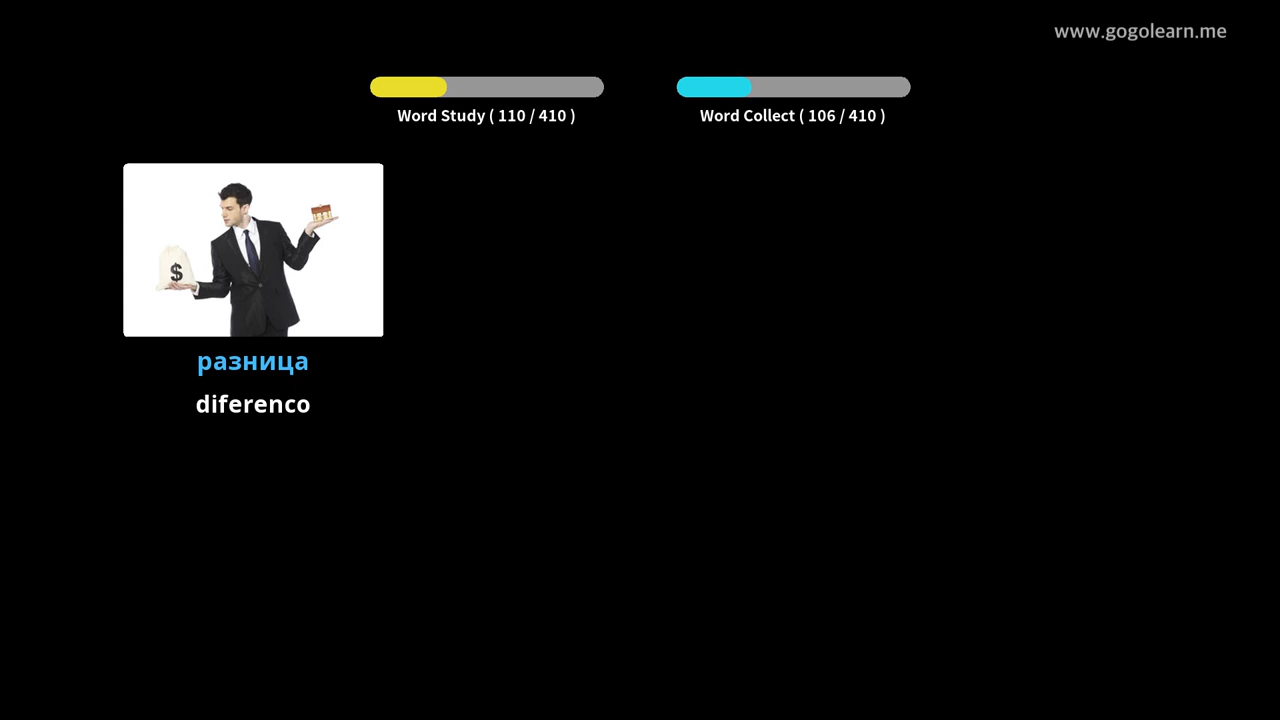 www.gogolearn.me
Word Study ( 110 / 410 )
Word Collect ( 106 / 410 )
$
разница
diferenco